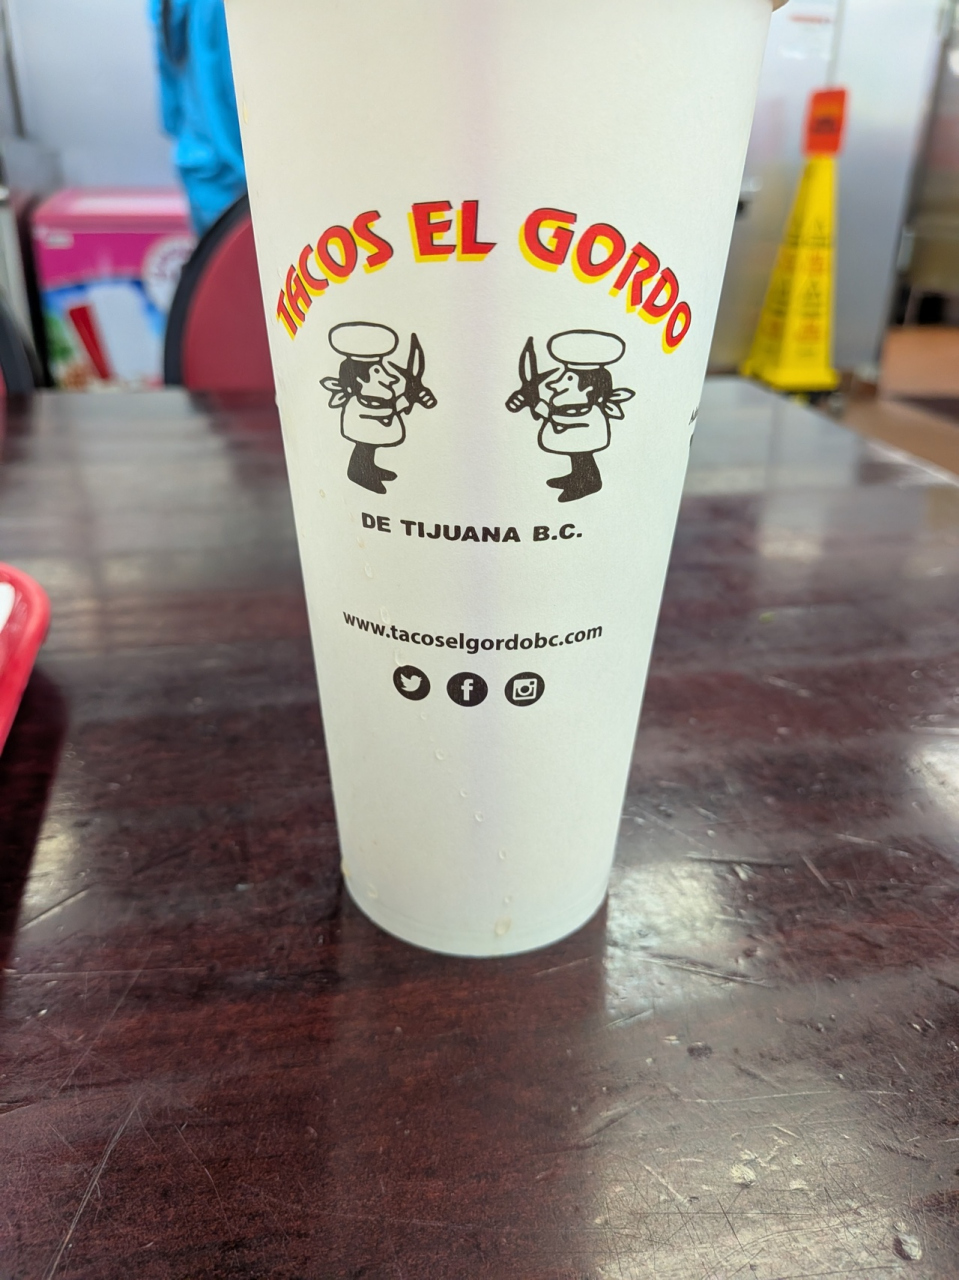 TACOS EL GORDO
DE TIJUANA B.C.
www.tacoselgordobc.com